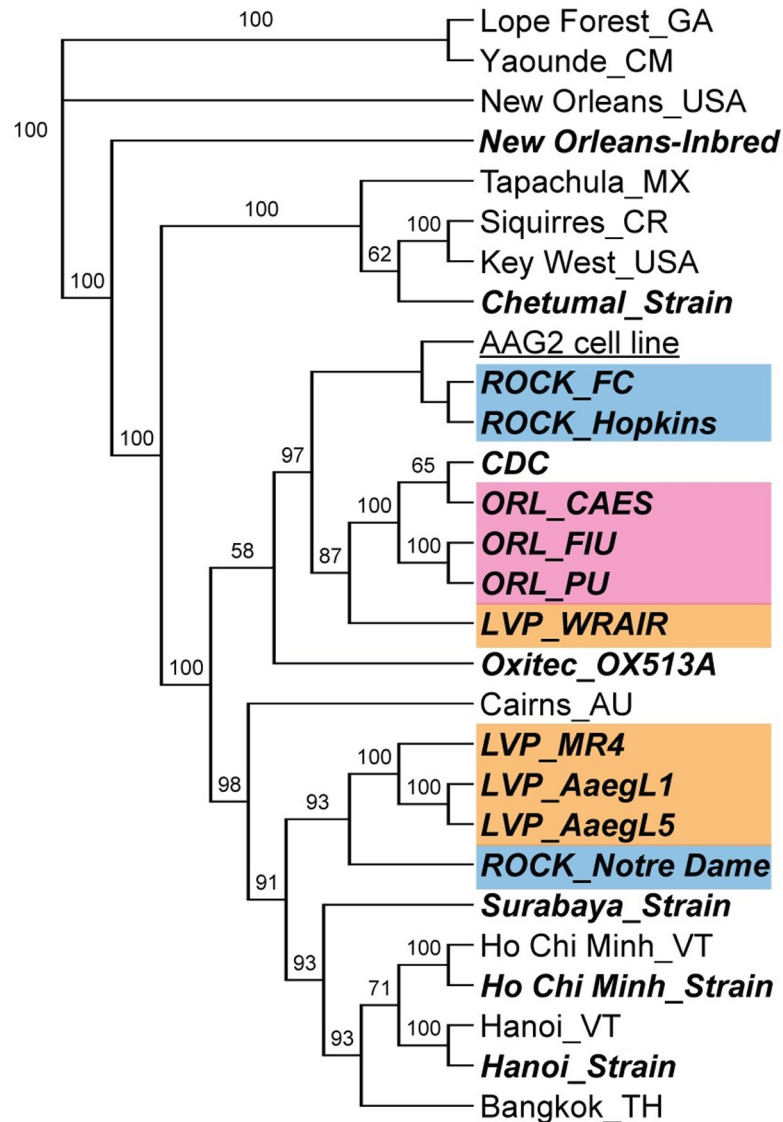 100
Lope Forest_GA
Yaounde_CM
100
New Orleans_USA
New Orleans-Inbred
Tapachula_MX
100
100
Siquirres_CR
62
Key West_USA
100
Chetumal_Strain
AAG2 cell line
ROCK_FC
ROCK_Hopkins
100
97
65
CDC
ORL_CAES
100
58
87
100
ORL_FIU
ORL_PU
LVP_WRAIR
100
Oxitec_OX513A
Cairns_AU
100
LVP_MR4
98
100
LVP_AaegL1
93
LVP_AaegL5
ROCK_Notre Dame
91
Surabaya_Strain
100
Ho Chi Minh_VT
93
71
Ho Chi Minh_Strain
100
Hanoi_VT
93
Hanoi_Strain
Bangkok_TH